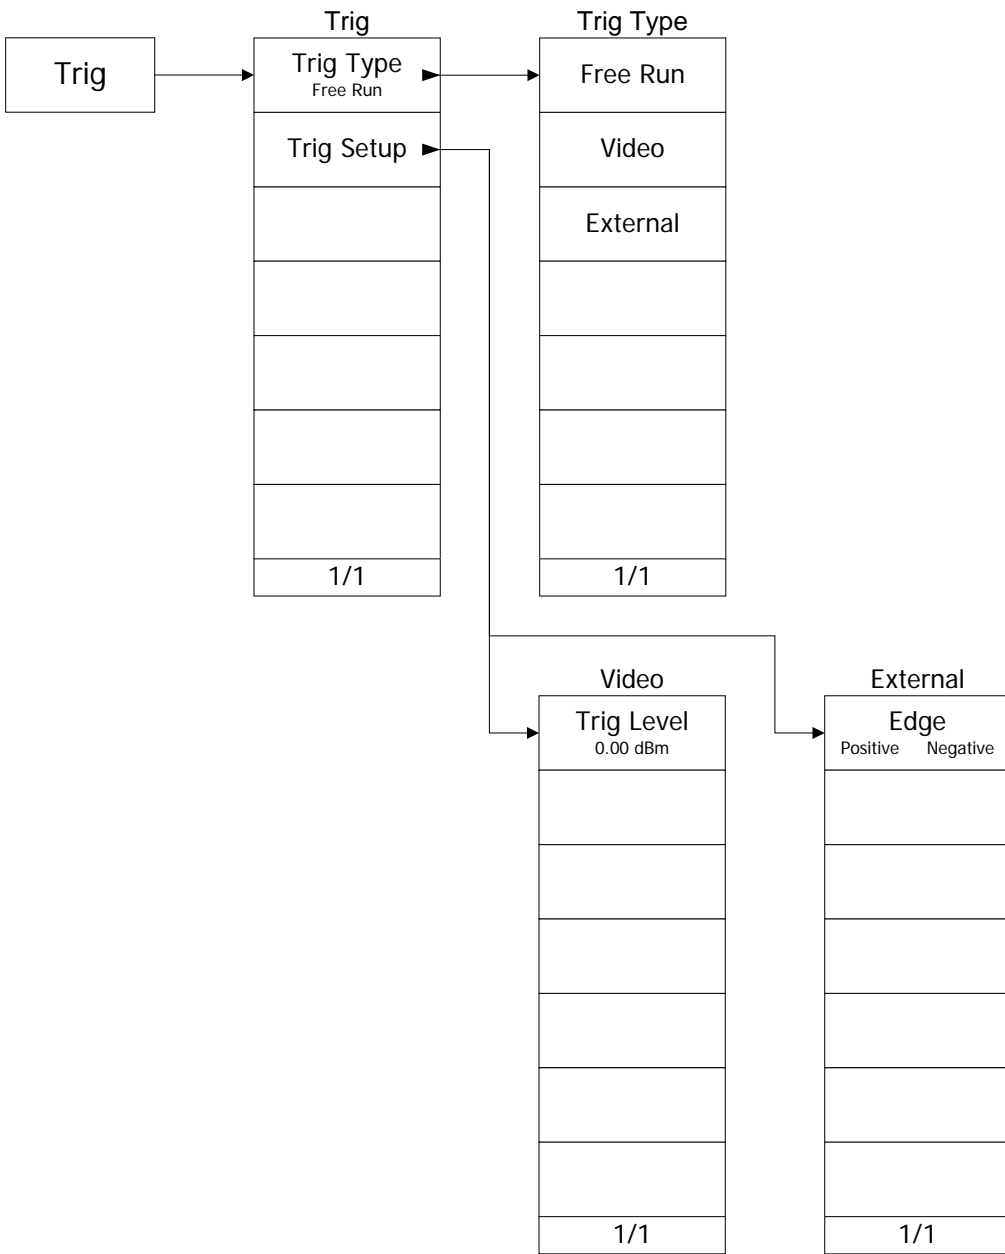 Trig
Trig
Trig Type
Free Run
Trig Setup
1/1
Trig Type
Free Run
Video
External
1/1
Video
Trig Level
0.00 dBm
1/1
External
Edge
Positive Negative
1/1